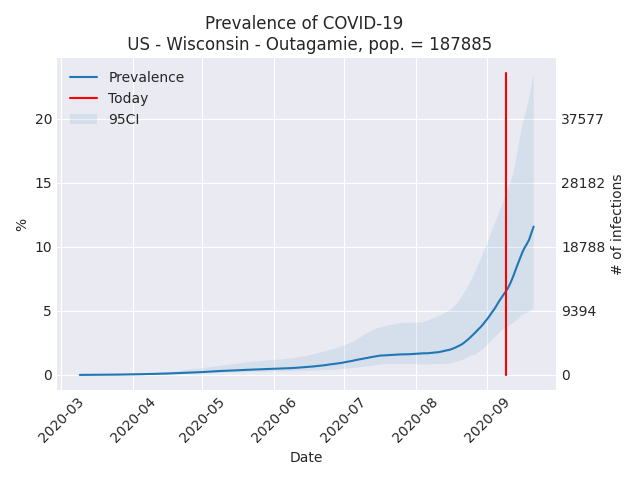 Prevalence of COVID-19
US - Wisconsin - Outagamie, pop. = 187885
Prevalence
Today
95CI
20
15
10
5
0
%
37577
28182
18788
9394
0
# of infections
2020-03
2020-04
2020-05
2020-06
2020-07
2020-08
2020-09
Date